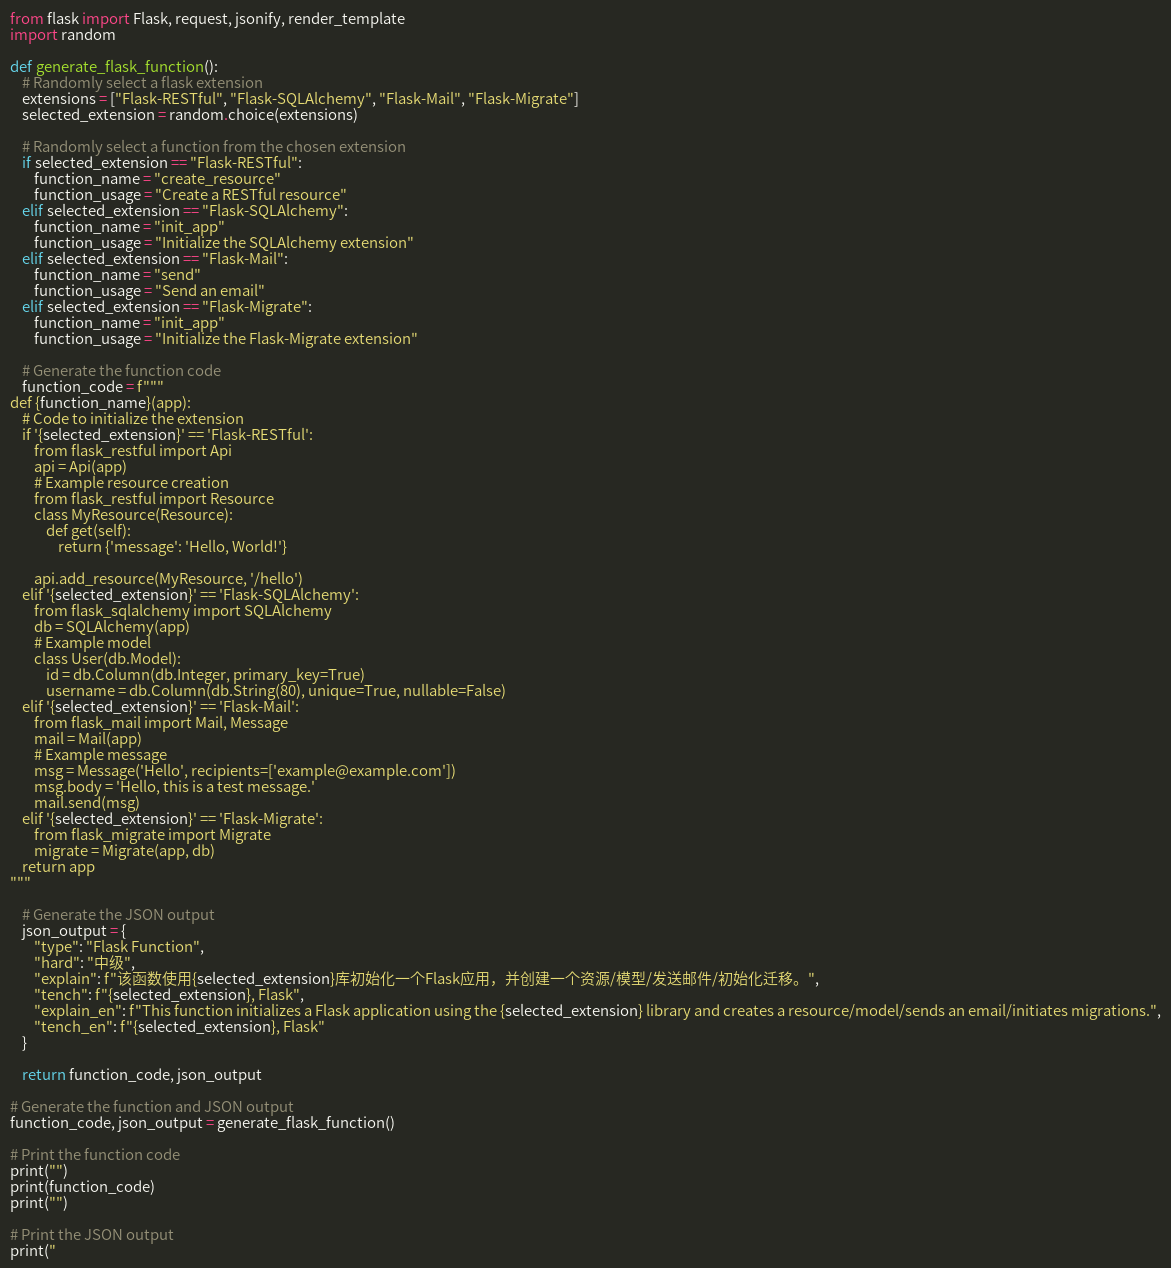 from flask import Flask, request, jsonify, render_template
import random

def generate_flask_function():
    # Randomly select a flask extension
    extensions = ["Flask-RESTful", "Flask-SQLAlchemy", "Flask-Mail", "Flask-Migrate"]
    selected_extension = random.choice(extensions)

    # Randomly select a function from the chosen extension
    if selected_extension == "Flask-RESTful":
        function_name = "create_resource"
        function_usage = "Create a RESTful resource"
    elif selected_extension == "Flask-SQLAlchemy":
        function_name = "init_app"
        function_usage = "Initialize the SQLAlchemy extension"
    elif selected_extension == "Flask-Mail":
        function_name = "send"
        function_usage = "Send an email"
    elif selected_extension == "Flask-Migrate":
        function_name = "init_app"
        function_usage = "Initialize the Flask-Migrate extension"

    # Generate the function code
    function_code = f"""
def {function_name}(app):
    # Code to initialize the extension
    if '{selected_extension}' == 'Flask-RESTful':
        from flask_restful import Api
        api = Api(app)
        # Example resource creation
        from flask_restful import Resource
        class MyResource(Resource):
            def get(self):
                return {'message': 'Hello, World!'}

        api.add_resource(MyResource, '/hello')
    elif '{selected_extension}' == 'Flask-SQLAlchemy':
        from flask_sqlalchemy import SQLAlchemy
        db = SQLAlchemy(app)
        # Example model
        class User(db.Model):
            id = db.Column(db.Integer, primary_key=True)
            username = db.Column(db.String(80), unique=True, nullable=False)
    elif '{selected_extension}' == 'Flask-Mail':
        from flask_mail import Mail, Message
        mail = Mail(app)
        # Example message
        msg = Message('Hello', recipients=['example@example.com'])
        msg.body = 'Hello, this is a test message.'
        mail.send(msg)
    elif '{selected_extension}' == 'Flask-Migrate':
        from flask_migrate import Migrate
        migrate = Migrate(app, db)
    return app
"""

    # Generate the JSON output
    json_output = {
        "type": "Flask Function",
        "hard": "中级",
        "explain": f"该函数使用{selected_extension}库初始化一个Flask应用，并创建一个资源/模型/发送邮件/初始化迁移。",
        "tench": f"{selected_extension}, Flask",
        "explain_en": f"This function initializes a Flask application using the {selected_extension} library and creates a resource/model/sends an email/initiates migrations.",
        "tench_en": f"{selected_extension}, Flask"
    }

    return function_code, json_output

# Generate the function and JSON output
function_code, json_output = generate_flask_function()

# Print the function code
print("")
print(function_code)
print("")

# Print the JSON output
print("